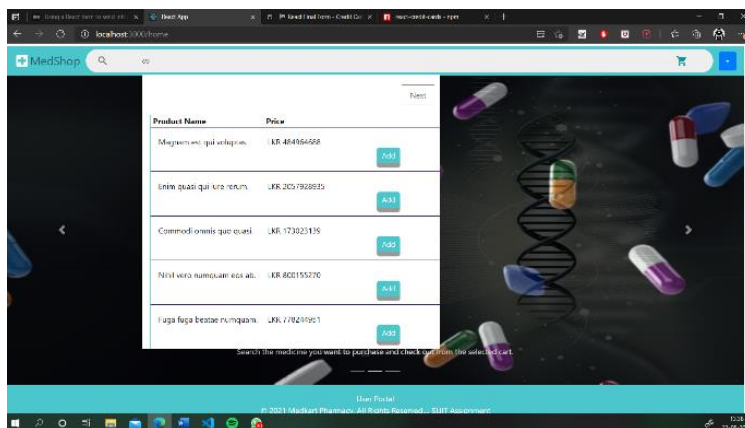 React App
localhost:3000/home
MedShop
Next
Product Name Price
Magnam est qui voluptas. LKR 484964688
Add
Enim quasi qui iure rerum. LKR 2057928935
Add
Commodi omnis quo quasi. LKR 173823139
Add
Nihil vero numquam eos ab. LKR 800155270
Add
Fuga fuga beatae numquam. LKR 778244951
Add
Search the medicine you want to purchase and check out from the selected cart.
User Portal
© 2021 Medkart Pharmacy. All Rights Reserved...
Assignment